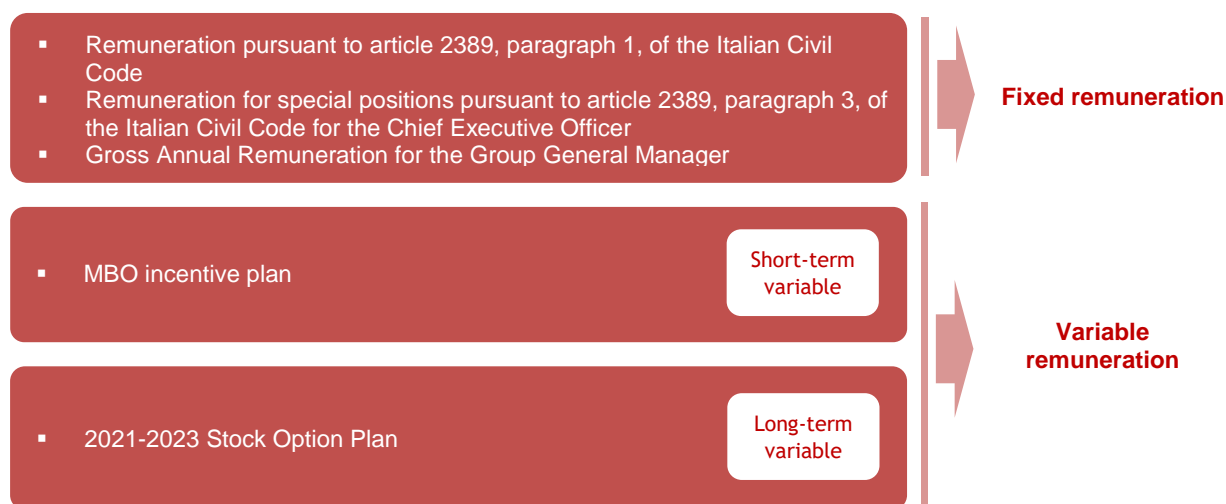 ▪ Remuneration pursuant to article 2389, paragraph 1, of the Italian Civil
Code
▪ Remuneration for special positions pursuant to article 2389, paragraph 3, of
the Italian Civil Code for the Chief Executive Officer
▪ Gross Annual Remuneration for the Group General Manager
Fixed remuneration
▪ MBO incentive plan
Short-term
variable
▪ 2021-2023 Stock Option Plan
Long-term
variable
Variable
remuneration